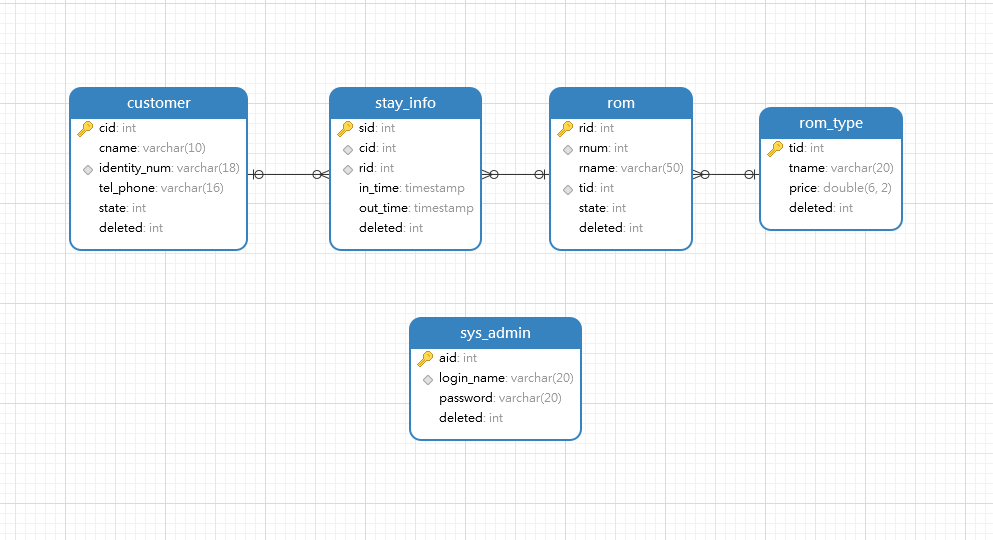 customer
cid: int
cname: varchar(10)
identity_num: varchar(18)
tel_phone: varchar(16)
state: int
deleted: int
stay_info
sid: int
cid: int
rid: int
in_time: timestamp
out_time: timestamp
deleted: int
rom
rid: int
rnum: int
rname: varchar(50)
tid: int
state: int
deleted: int
rom_type
tid: int
tname: varchar(20)
price: double(6, 2)
deleted: int
sys_admin
aid: int
login_name: varchar(20)
password: varchar(20)
deleted: int